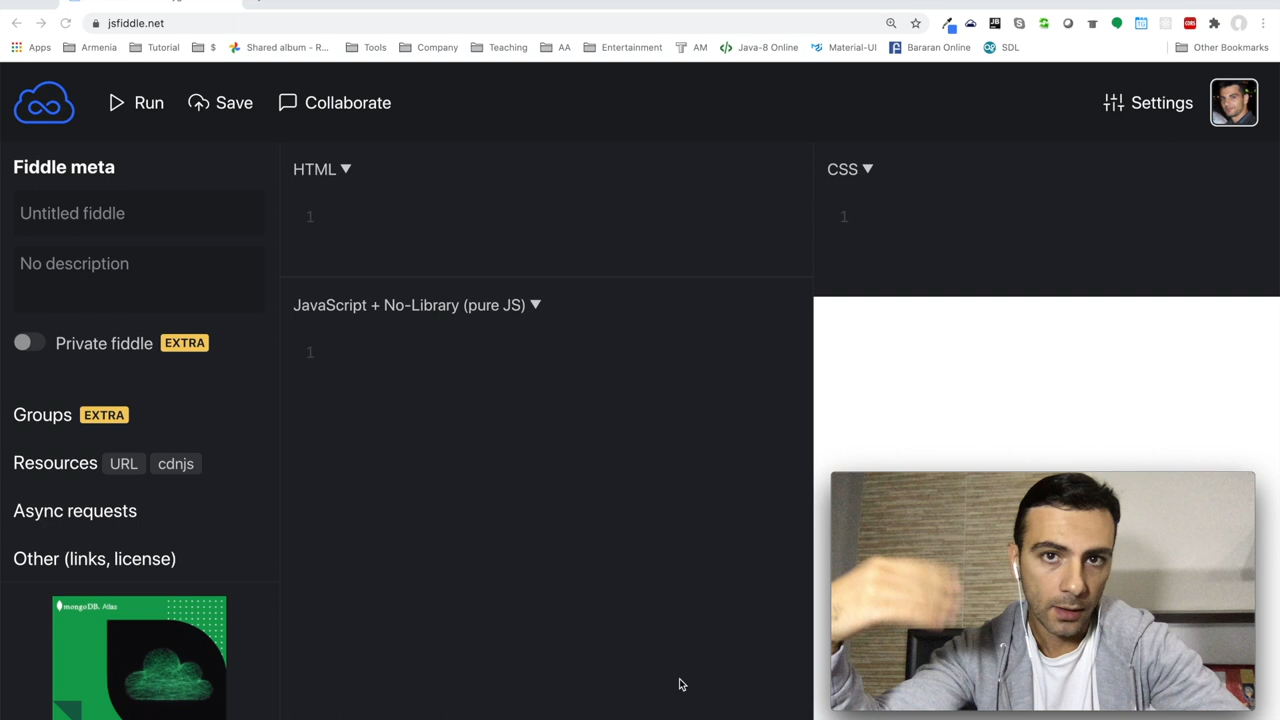 jsfiddle.net
Apps Armenia Tutorial $ Shared album - R... Tools Company Teaching AA Entertainment AM Java-8 Online Material-UI Bararan Online SDL Other Bookmarks
Run Save Collaborate Settings
Fiddle meta
Untitled fiddle
No description
Private fiddle EXTRA
Groups EXTRA
Resources URL cdnjs
Async requests
Other (links, license)
mongoDB. Atlas
HTML
1
CSS
1
JavaScript + No-Library (pure JS)
1